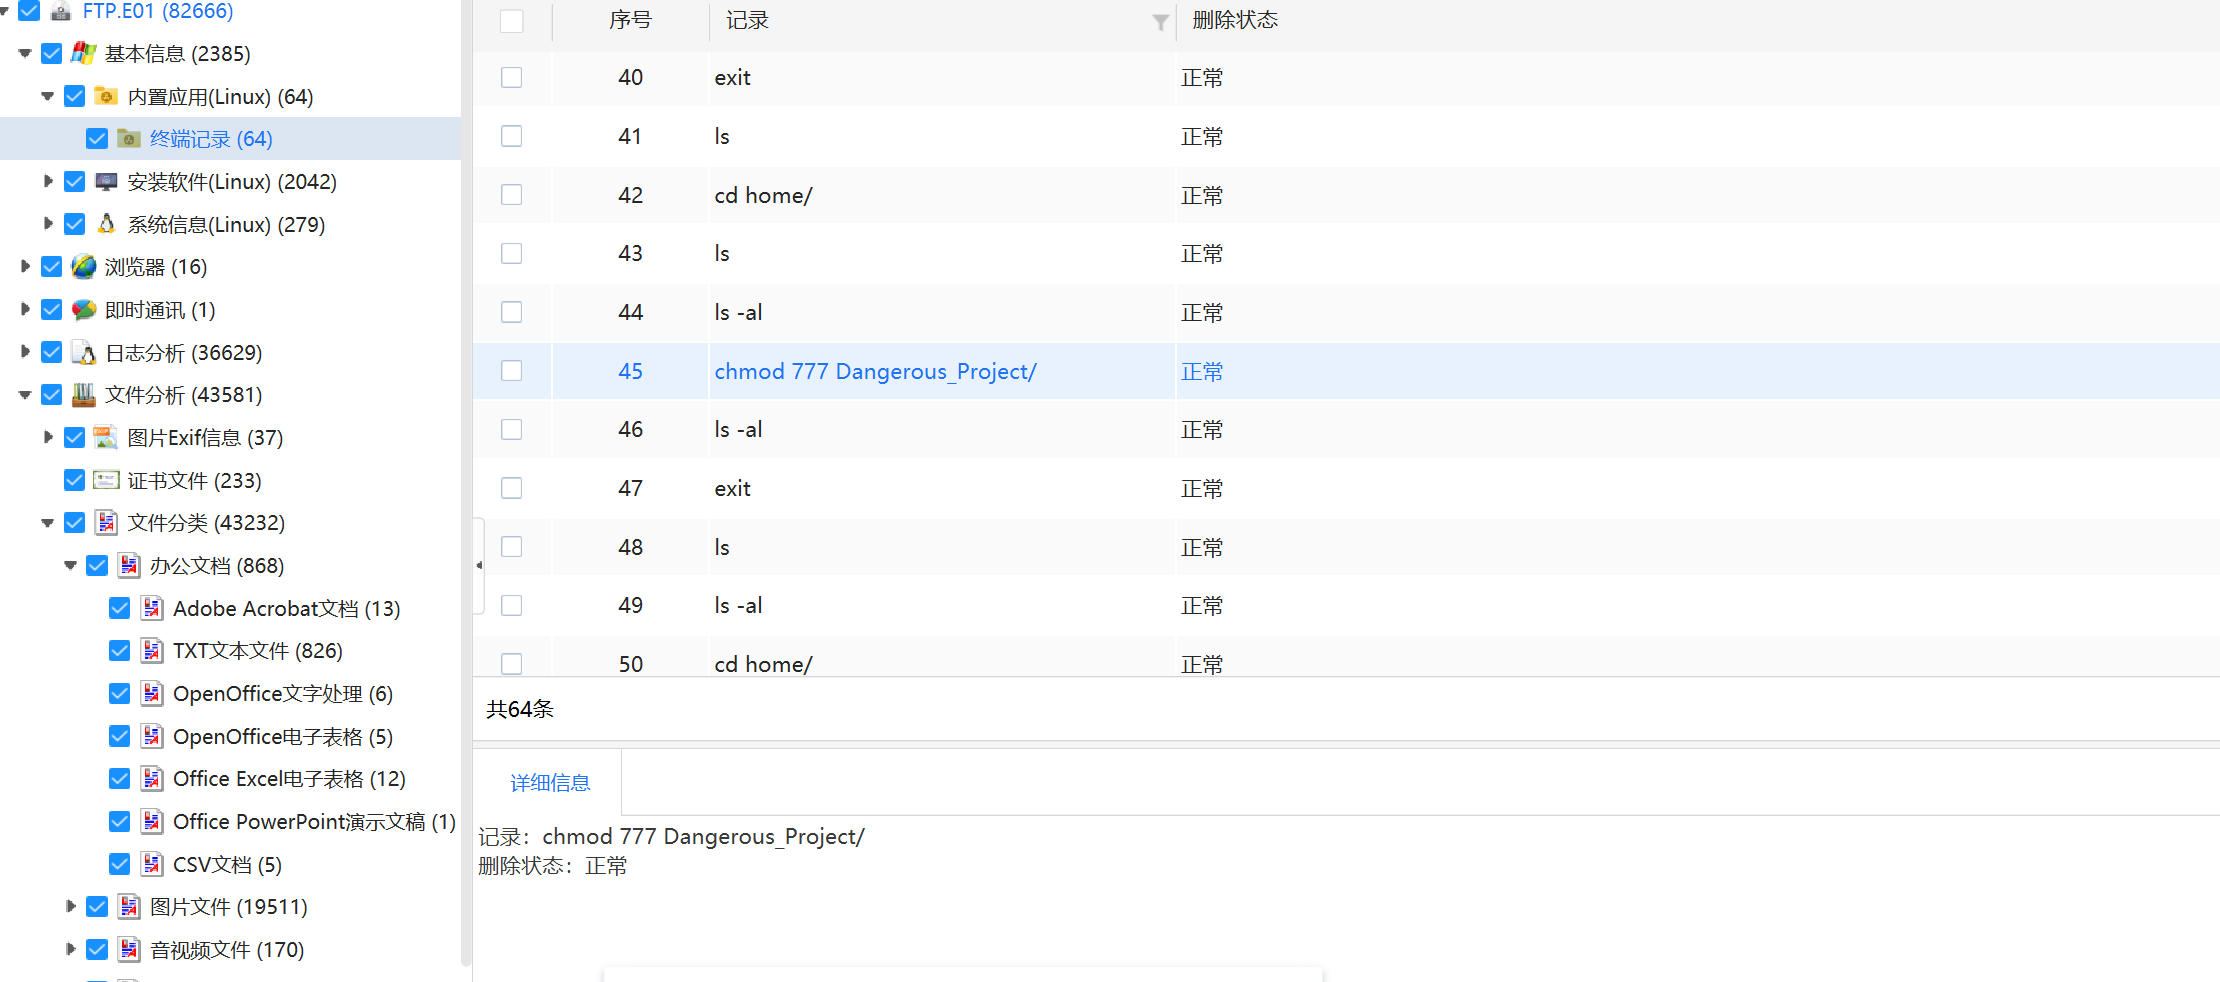 FTP.E01 (82666)
基本信息 (2385)
内置应用(Linux) (64)
终端记录 (64)
安装软件(Linux) (2042)
系统信息(Linux) (279)
浏览器 (16)
即时通讯 (1)
日志分析 (36629)
文件分析 (43581)
图片Exif信息 (37)
证书文件 (233)
文件分类 (43232)
办公文档 (868)
Adobe Acrobat文档 (13)
TXT文本文件 (826)
OpenOffice文字处理 (6)
OpenOffice电子表格 (5)
Office Excel电子表格 (12)
Office PowerPoint演示文稿 (1)
CSV文档 (5)
图片文件 (19511)
音视频文件 (170)
序号 记录 删除状态
40 exit 正常
41 ls 正常
42 cd home/ 正常
43 ls 正常
44 ls -al 正常
45 chmod 777 Dangerous_Project/ 正常
46 ls -al 正常
47 exit 正常
48 ls 正常
49 ls -al 正常
50 cd home/ 正常
共64条
详细信息
记录：chmod 777 Dangerous_Project/
删除状态：正常